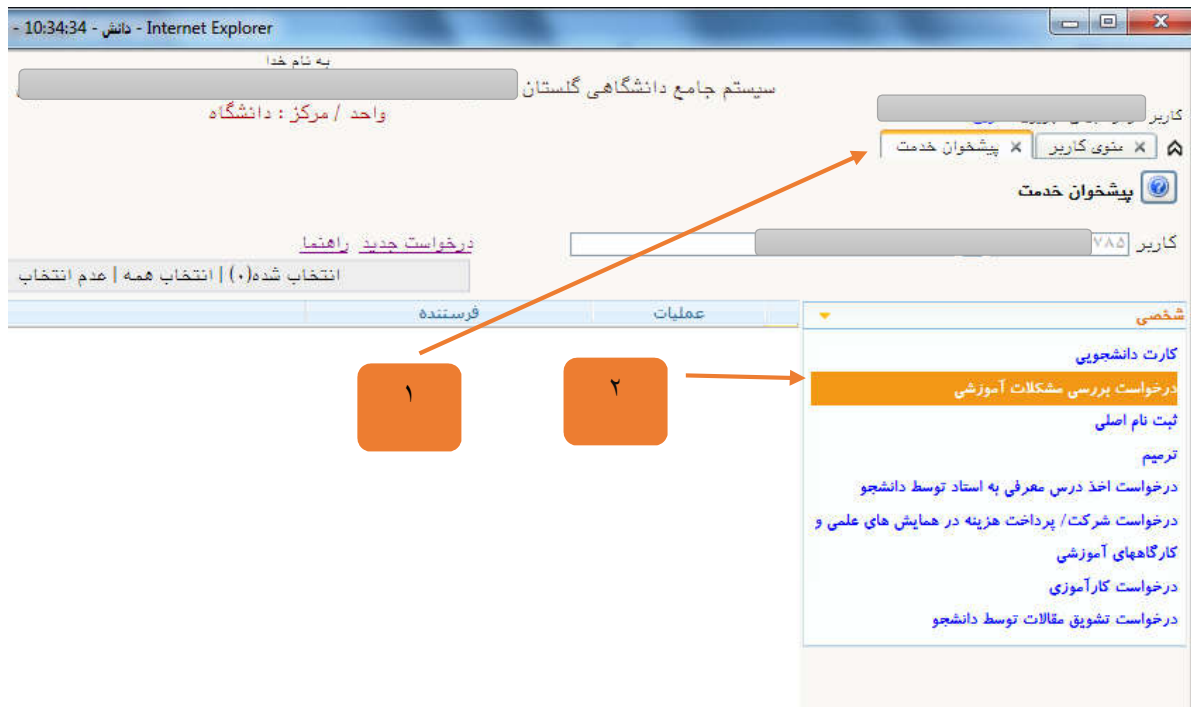 - 10:34:34 - دانش - Internet Explorer
به نام خدا
سیستم جامع دانشگاهی گلستان
واحد / مرکز : دانشگاه
کاربر
منوی کاربر
پیشخوان خدمت
پیشخوان خدمت
کاربر ۷۸۵
درخواست جدید راهنما
انتخاب شده(۰) | انتخاب همه | عدم انتخاب
شخصی
عملیات
فرستنده
کارت دانشجویی
درخواست بررسی مشکلات آموزشی
ثبت نام اصلی
ترمیم
درخواست اخذ درس معرفی به استاد توسط دانشجو
درخواست شرکت/ پرداخت هزینه در همایش های علمی و
کارگاههای آموزشی
درخواست کارآموزی
درخواست تشویق مقالات توسط دانشجو
۱
۲